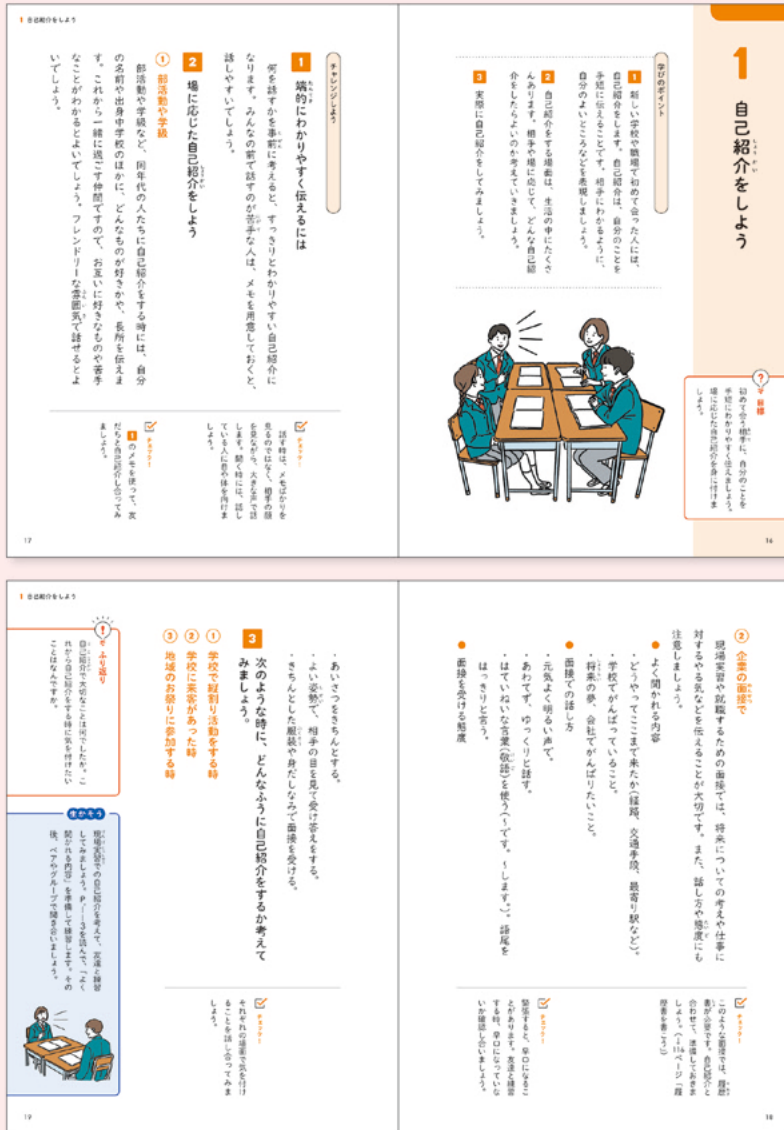 1
自己紹介をしよう
しょうかい
学びのポイント
1 新しい学校や職場で初めて会った人には、
自己紹介をします。自己紹介は、自分のことを
手短に伝えることです。相手にわかるように、
自分のよいところなどを表現しましょう。
2 自己紹介をする場面は、生活の中にたくさ
んあります。相手や場に応じて、どんな自己紹
介をしたらよいのか考えていきましょう。
3 実際に自己紹介をしてみましょう。
? 目標
初めて会う相手に、自分のことを
手短にわかりやすく伝えましょう。
場に応じた自己紹介を身に付けま
しょう。
16
1 自己紹介をしよう
チャレンジしよう
1 端的にわかりやすく伝えるには
たんてき
何を話すかを事前に考えると、すっきりとわかりやすい自己紹介に
なります。みんなの前で話すのが苦手な人は、メモを用意しておくと、
話しやすいでしょう。
2 場に応じた自己紹介をしよう
① 部活動や学級
部活動や学級など、同年代の人たちに自己紹介をする時には、自分
の名前や出身中学校のほかに、どんなものが好きかや、長所を伝えま
す。これから一緒に過ごす仲間ですので、お互いに好きなものや苦手
なことがわかるとよいでしょう。フレンドリーな雰囲気で話せるとよ
いでしょう。
チェック!
話す時は、メモばかりを
見るのではなく、相手の顔
を見ながら、大きな声で話
します。聞く時には、話し
ている人に目や体を向けま
しょう。
チェック!
1のメモを使って、友
だちと自己紹介し合ってみ
ましょう。
17
② 企業の面接で
現場実習や就職するための面接では、将来についての考えや仕事に
対するやる気などを伝えることが大切です。また、話し方や態度にも
注意しましょう。
● よく聞かれる内容
・どうやってここまで来たか(経路、交通手段、最寄り駅など)。
・学校でがんばっていること。
・将来の夢、会社でがんばりたいこと。
● 面接での話し方
・元気よく明るい声で。
・あわてず、ゆっくりと話す。
・はていねいな言葉(敬語)を使う(〜です。〜します。)。語尾を
はっきりと言う。
● 面接を受ける態度
チェック!
このような面接では、履歴
書が必要です。自己紹介と
合わせて、準備しておきま
しょう。(→116ページ「履
歴書を書こう」)
チェック!
緊張すると、早口になるこ
とがあります。友達と練習
する時、早口になっていな
いか確認し合いましょう。
18
1 自己紹介をしよう
・あいさつをきちんとする。
・よい姿勢で、相手の目を見て受け答えをする。
・きちんとした服装や身だしなみで面接を受ける。
3 次のような時に、どんなふうに自己紹介をするか考えて
みましょう。
① 学校で縦割り活動をする時
② 学校に来客があった時
③ 地域のお祭りに参加する時
チェック!
それぞれの場面で気を付け
ることを話し合ってみま
しょう。
! ふり返り
自己紹介で大切なことは何でしたか。こ
れから自己紹介をする時に気を付けたい
ことはなんですか。
生かそう
現場実習での自己紹介を考えて、友達と練習
してみましょう。
を読んで、「よく
聞かれる内容」を準備して練習します。その
後、ペアやグループで聞き合いましょう。
19